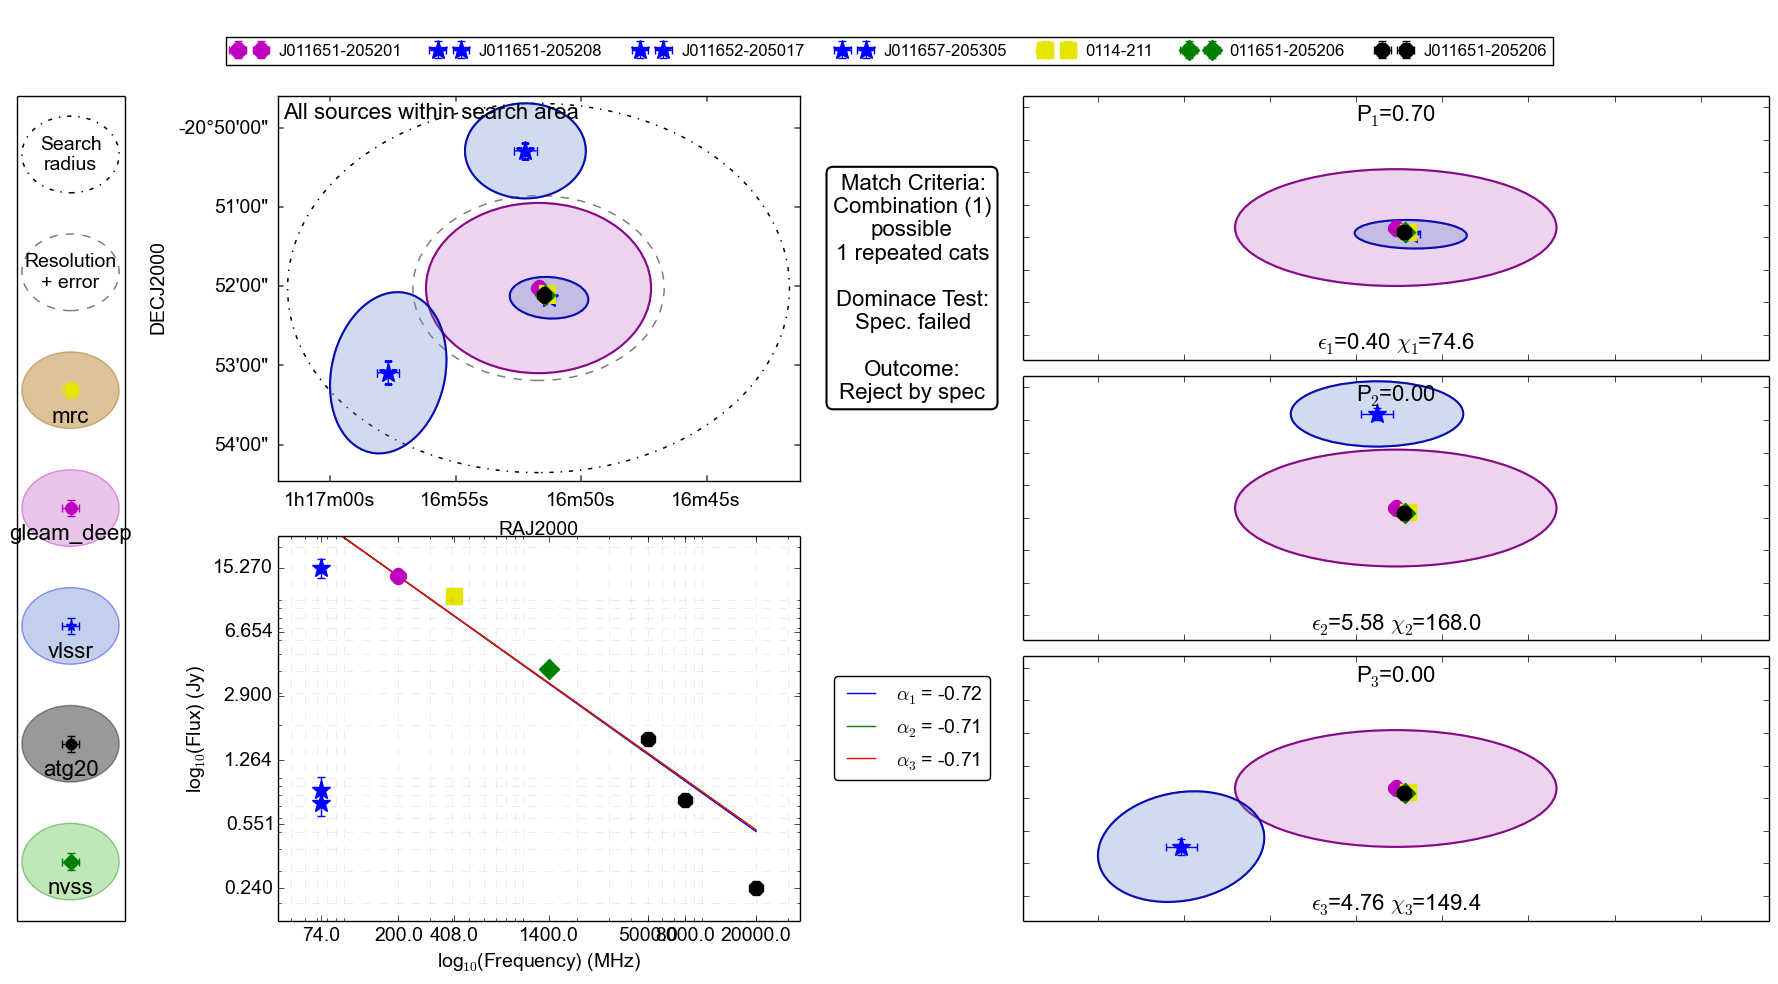 J011651-205201 J011651-205208 J011652-205017 J011657-205305 0114-211 011651-205206 J011651-205206
Search
radius
Resolution
+ error
mrc
gleam_deep
vlssr
atg20
nvss
All sources within search area
DECJ2000
-20°50'00"
51'00"
52'00"
53'00"
54'00"
1h17m00s 16m55s 16m50s 16m45s
RAJ2000
log10(Flux) (Jy)
15.270
6.654
2.900
1.264
0.551
0.240
74.0 200.0 408.0 1400.0 5000.0 8000.0 20000.0
log10(Frequency) (MHz)
Match Criteria:
Combination (1)
possible
1 repeated cats
Dominace Test:
Spec. failed
Outcome:
Reject by spec
α1 = -0.72
α2 = -0.71
α3 = -0.71
P1=0.70
ϵ1=0.40 χ1=74.6
P2=0.00
ϵ2=5.58 χ2=168.0
P3=0.00
ϵ3=4.76 χ3=149.4